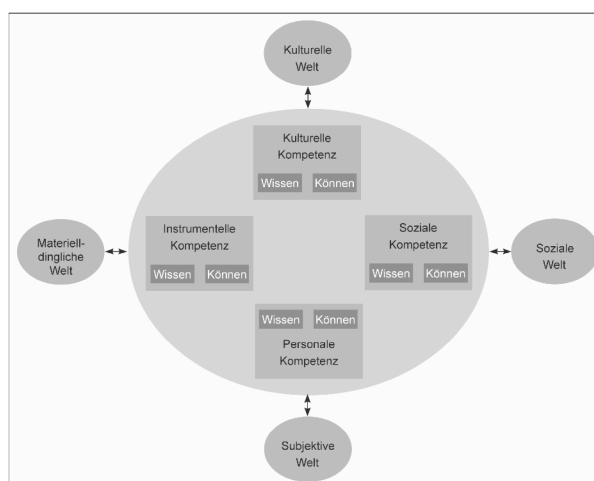 Kulturelle
Welt
Kulturelle
Kompetenz
Wissen Können
Materiell-
dingliche
Welt
Instrumentelle
Kompetenz
Wissen Können
Soziale
Kompetenz
Wissen Können
Soziale
Welt
Wissen Können
Personale
Kompetenz
Subjektive
Welt